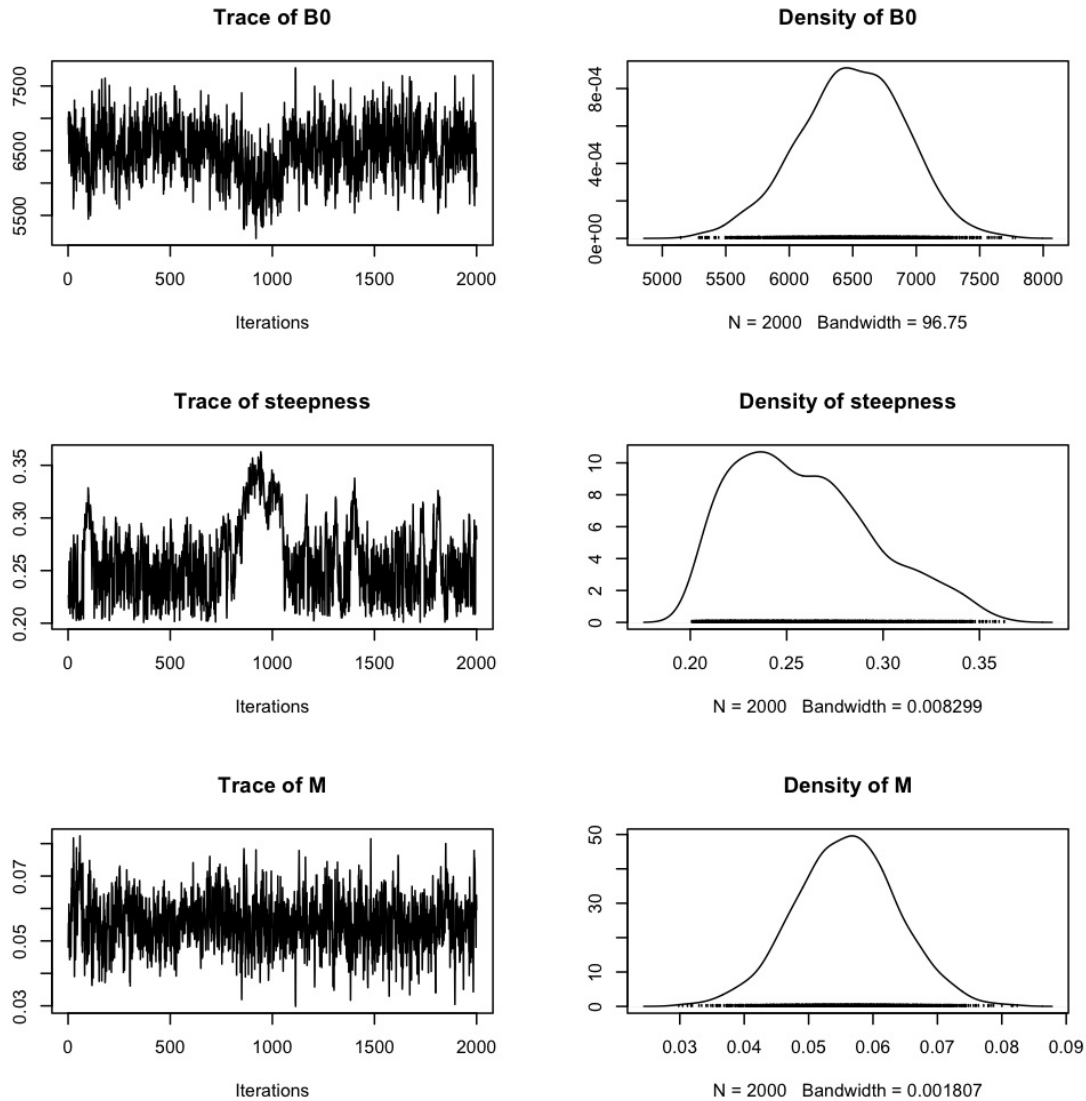 Trace of B0
5500 6500 7500
0 500 1000 1500 2000
Iterations
Density of B0
0e+00 4e-04 8e-04
5000 5500 6000 6500 7000 7500 8000
N = 2000 Bandwidth = 96.75
Trace of steepness
0.20 0.25 0.30 0.35
0 500 1000 1500 2000
Iterations
Density of steepness
0 2 4 6 8 10
0.20 0.25 0.30 0.35
N = 2000 Bandwidth = 0.008299
Trace of M
0.03 0.05 0.07
0 500 1000 1500 2000
Iterations
Density of M
0 10 30 50
0.03 0.04 0.05 0.06 0.07 0.08 0.09
N = 2000 Bandwidth = 0.001807